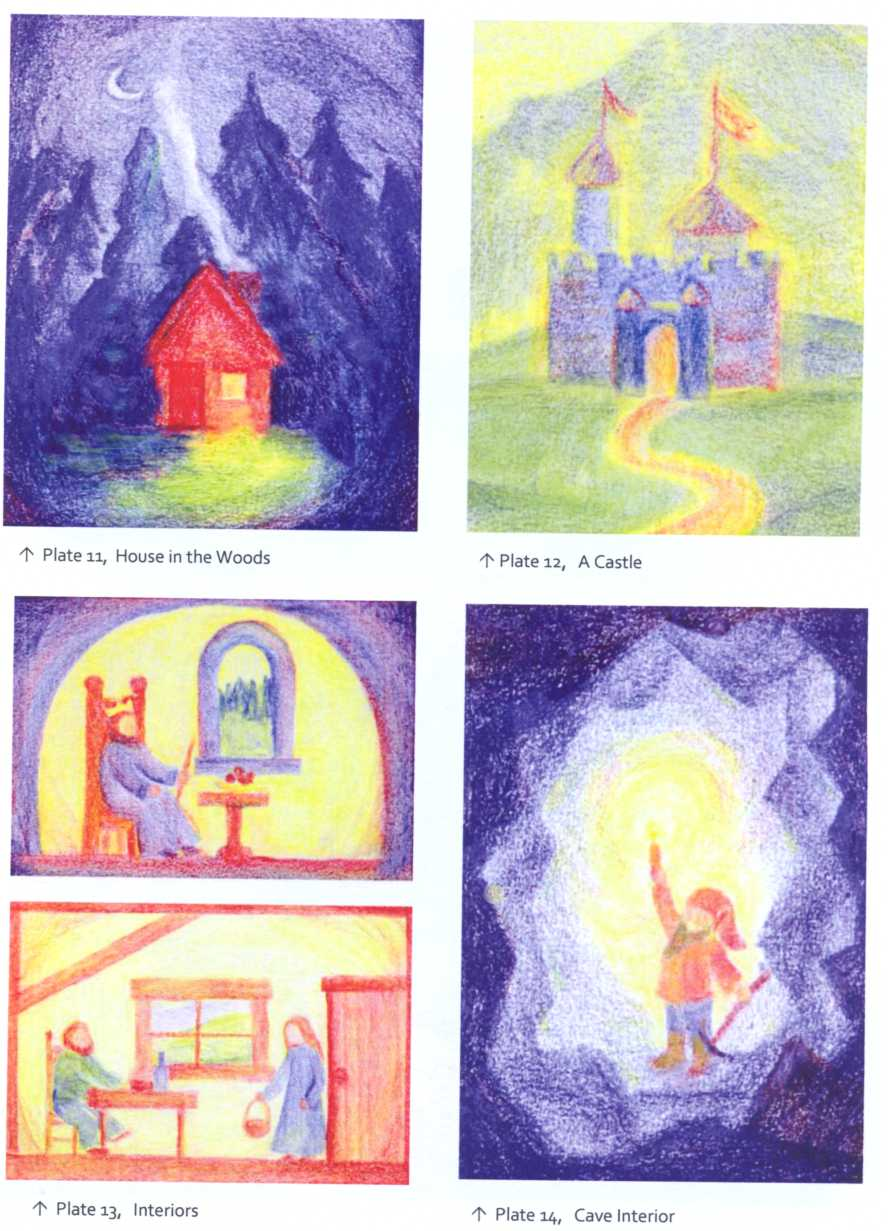 ↑ Plate 11, House in the Woods
↑ Plate 12, A Castle
↑ Plate 13, Interiors
↑ Plate 14, Cave Interior